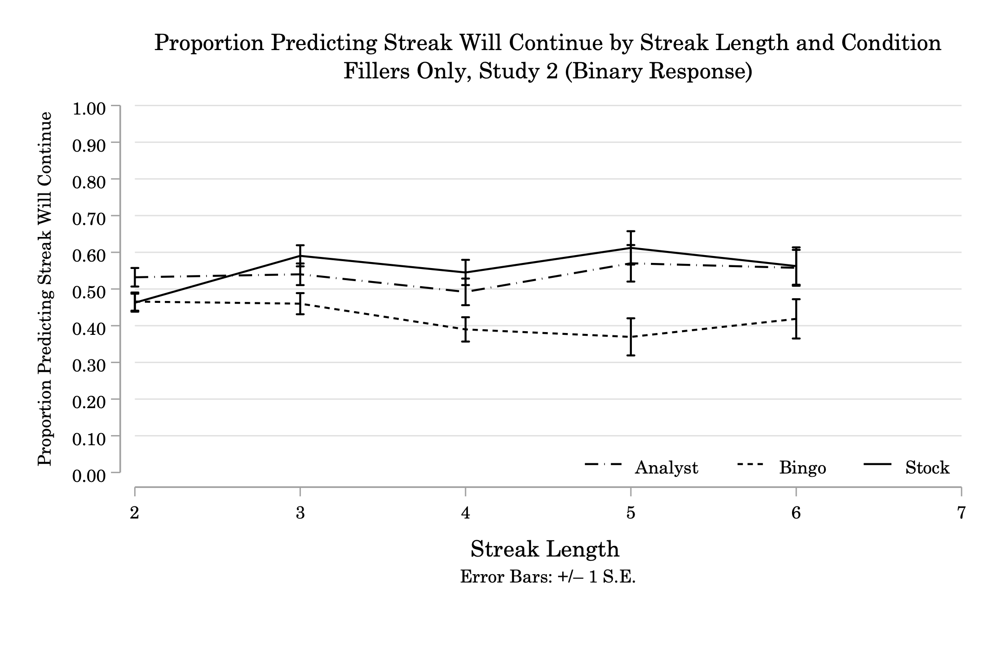 Proportion Predicting Streak Will Continue by Streak Length and Condition
Fillers Only, Study 2 (Binary Response)
Proportion Predicting Streak Will Continue
1.00
0.90
0.80
0.70
0.60
0.50
0.40
0.30
0.20
0.10
0.00
Analyst Bingo Stock
2 3 4 5 6 7
Streak Length
Error Bars: +/– 1 S.E.